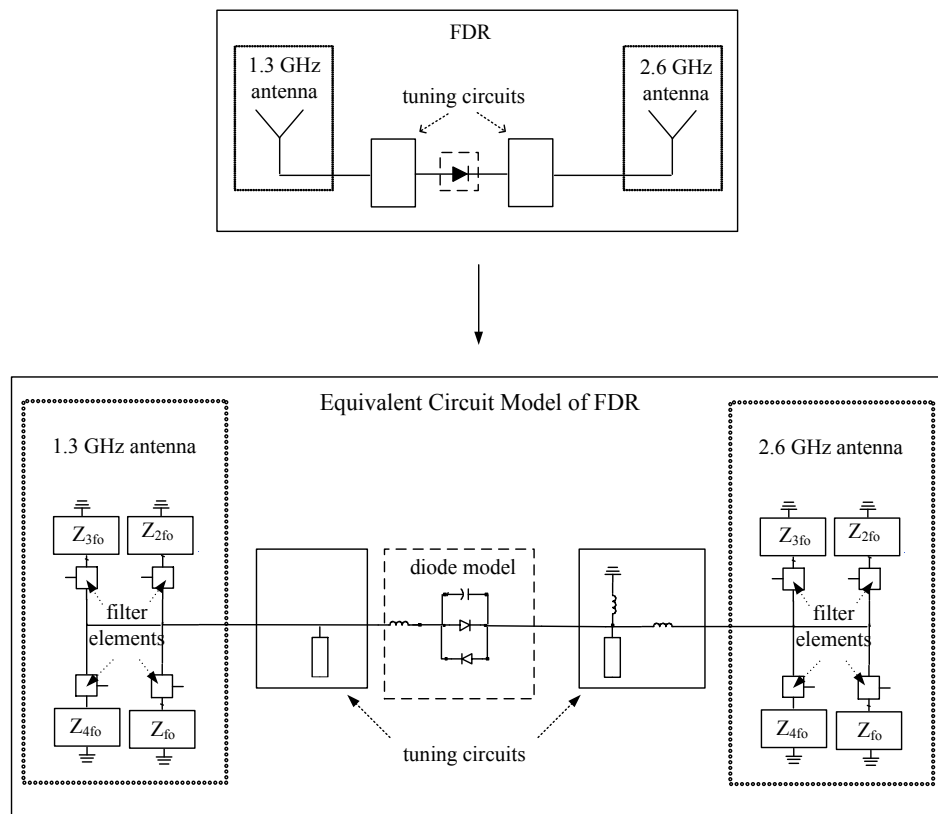 FDR
1.3 GHz
antenna
2.6 GHz
antenna
tuning circuits
Equivalent Circuit Model of FDR
1.3 GHz antenna
2.6 GHz antenna
Z3fo
Z2fo
Z3fo
Z2fo
diode model
filter
elements
filter
elements
Z4fo
Zfo
Z4fo
Zfo
tuning circuits